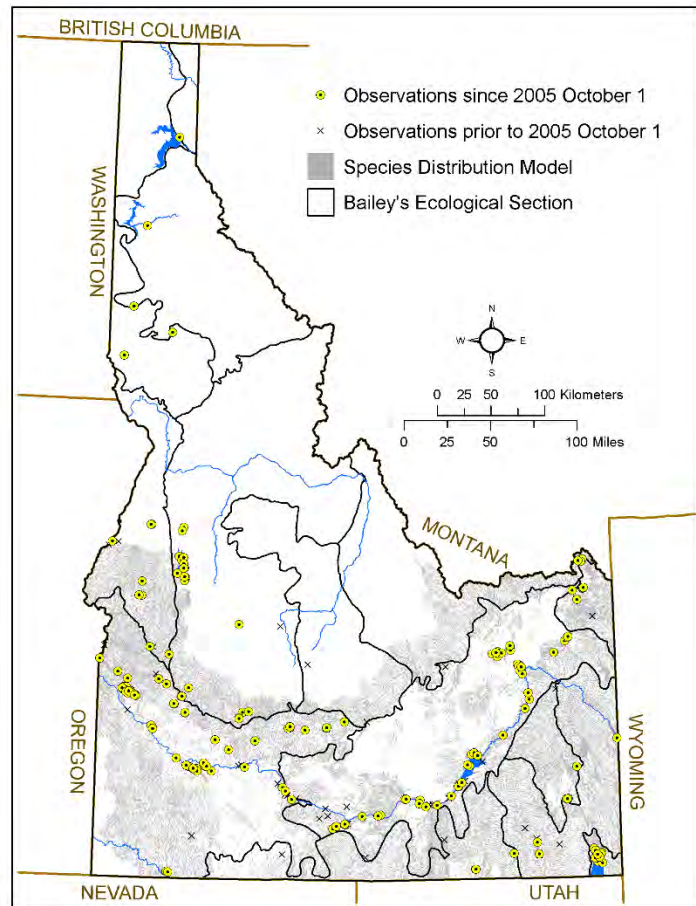 BRITISH COLUMBIA
Observations since 2005 October 1
Observations prior to 2005 October 1
Species Distribution Model
Bailey's Ecological Section
WASHINGTON
N
W E
S
0 25 50 100 Kilometers
0 25 50 100 Miles
MONTANA
OREGON
WYOMING
NEVADA
UTAH